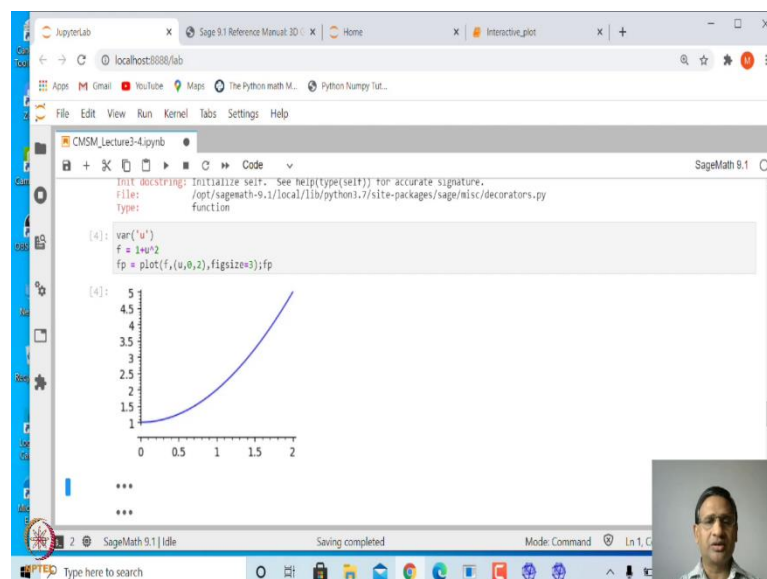 JupyterLab
Sage 9.1 Reference Manual: 3D G
Home
Interactive_plot
localhost:8888/lab
Apps
Gmail
YouTube
Maps
The Python math M...
Python Numpy Tut...
File Edit View Run Kernel Tabs Settings Help
CMSM_Lecture3-4.ipynb
Code
SageMath 9.1
Init docstring: Initialize self. See help(type(self)) for accurate signature.
File: /opt/sagemath-9.1/local/lib/python3.7/site-packages/sage/misc/decorators.py
Type: function
[4]: var('u')
f = 1+u^2
fp = plot(f,(u,0,2),figsize=3);fp
[4]:
5
4.5
4
3.5
3
2.5
2
1.5
1
0 0.5 1 1.5 2
2 SageMath 9.1 | Idle Saving completed Mode: Command Ln 1,
NPTEL
Type here to search